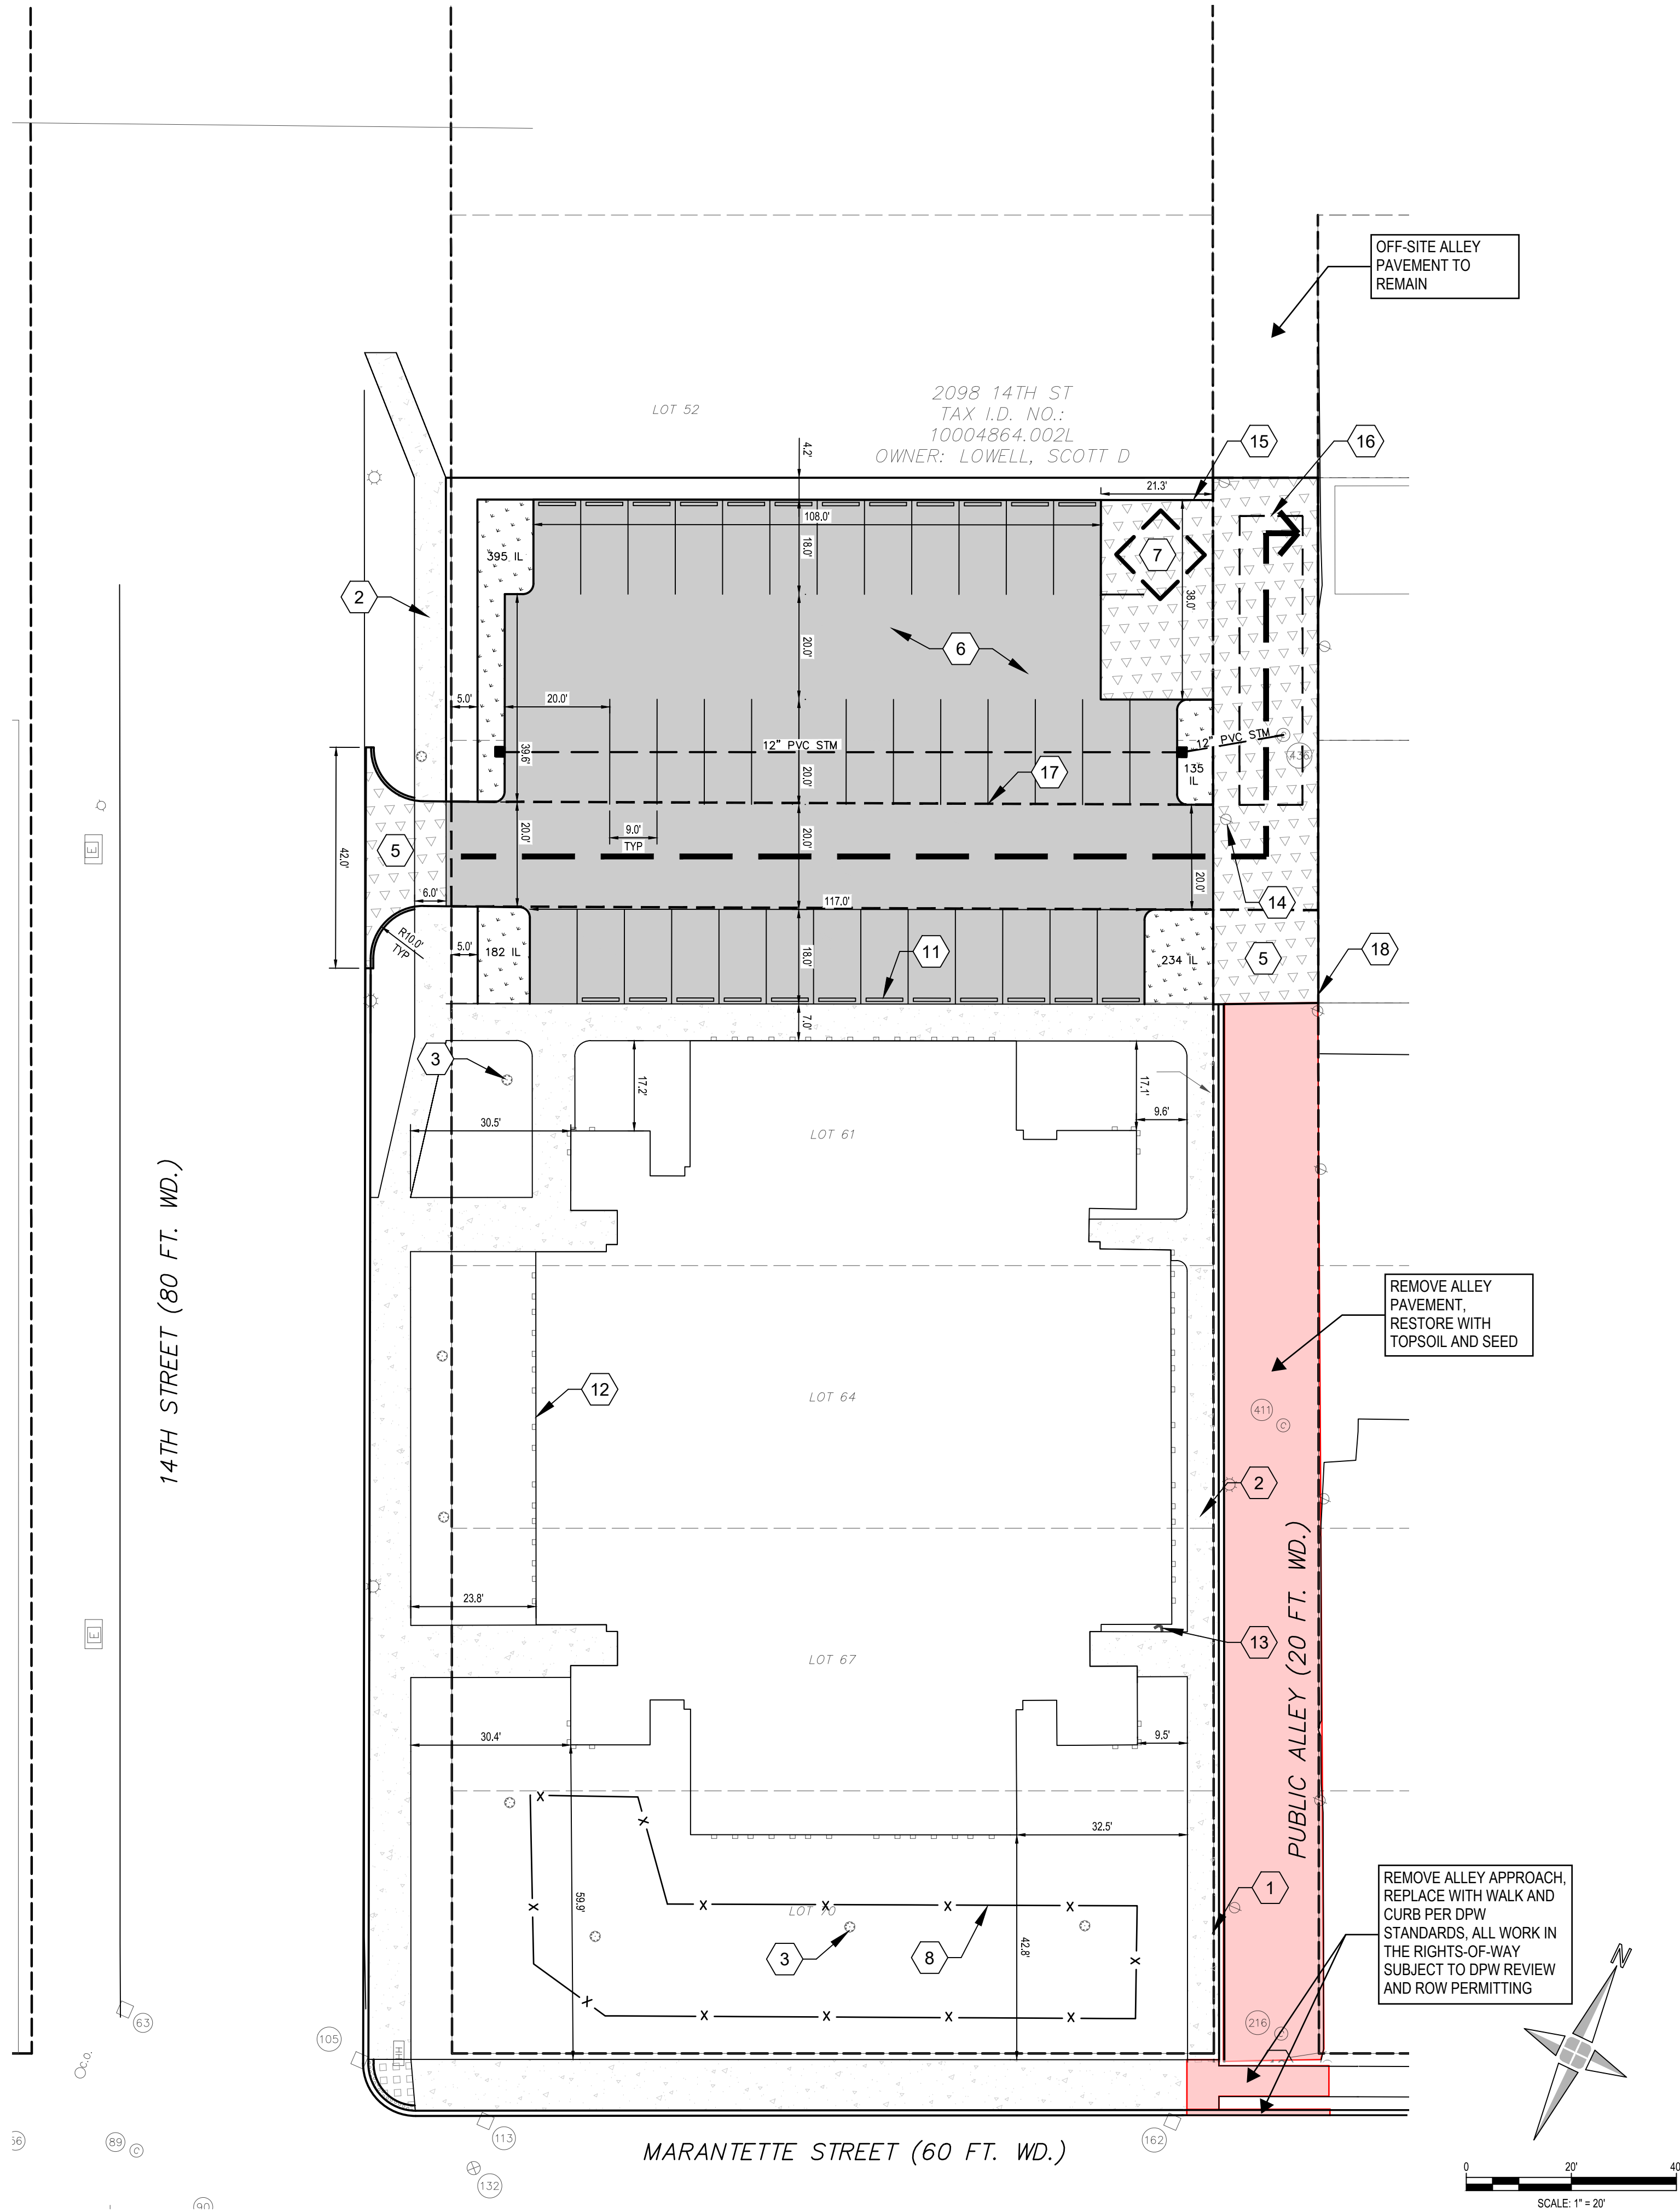 OFF-SITE ALLEY
PAVEMENT TO
REMAIN
2098 14TH ST
TAX I.D. NO.:
10004864.002L
OWNER: LOWELL, SCOTT D
LOT 52
4.2'
15
16
21.3'
108.0'
395 IL
18.0'
7
38.0'
2
6
20.0'
5.0'
20.0'
39.6'
12" PVC STM
12" PVC STM
436
17
135
IL
20.0'
9.0'
TYP
20.0'
20.0'
20.0'
42.0'
5
6.0'
14
117.0'
R10.0'
TYP
5.0'
182 IL
18.0'
11
234 IL
5
18
7.0'
3
17.2'
17.1'
30.5'
9.6'
LOT 61
E
14TH STREET (80 FT. WD.)
REMOVE ALLEY
PAVEMENT,
RESTORE WITH
TOPSOIL AND SEED
12
LOT 64
411
C
2
PUBLIC ALLEY (20 FT. WD.)
23.8'
E
13
LOT 67
30.4'
9.5'
X
X
32.5'
59.9'
X
X
X
X
X
LOT 70
1
3
8
42.8'
X
X
X
X
X
X
REMOVE ALLEY APPROACH,
REPLACE WITH WALK AND
CURB PER DPW
STANDARDS, ALL WORK IN
THE RIGHTS-OF-WAY
SUBJECT TO DPW REVIEW
AND ROW PERMITTING
63
105
HH
216
C
C.O.
N
89
C
113
162
132
90
MARANTETTE STREET (60 FT. WD.)
0
20'
40
SCALE: 1" = 20'